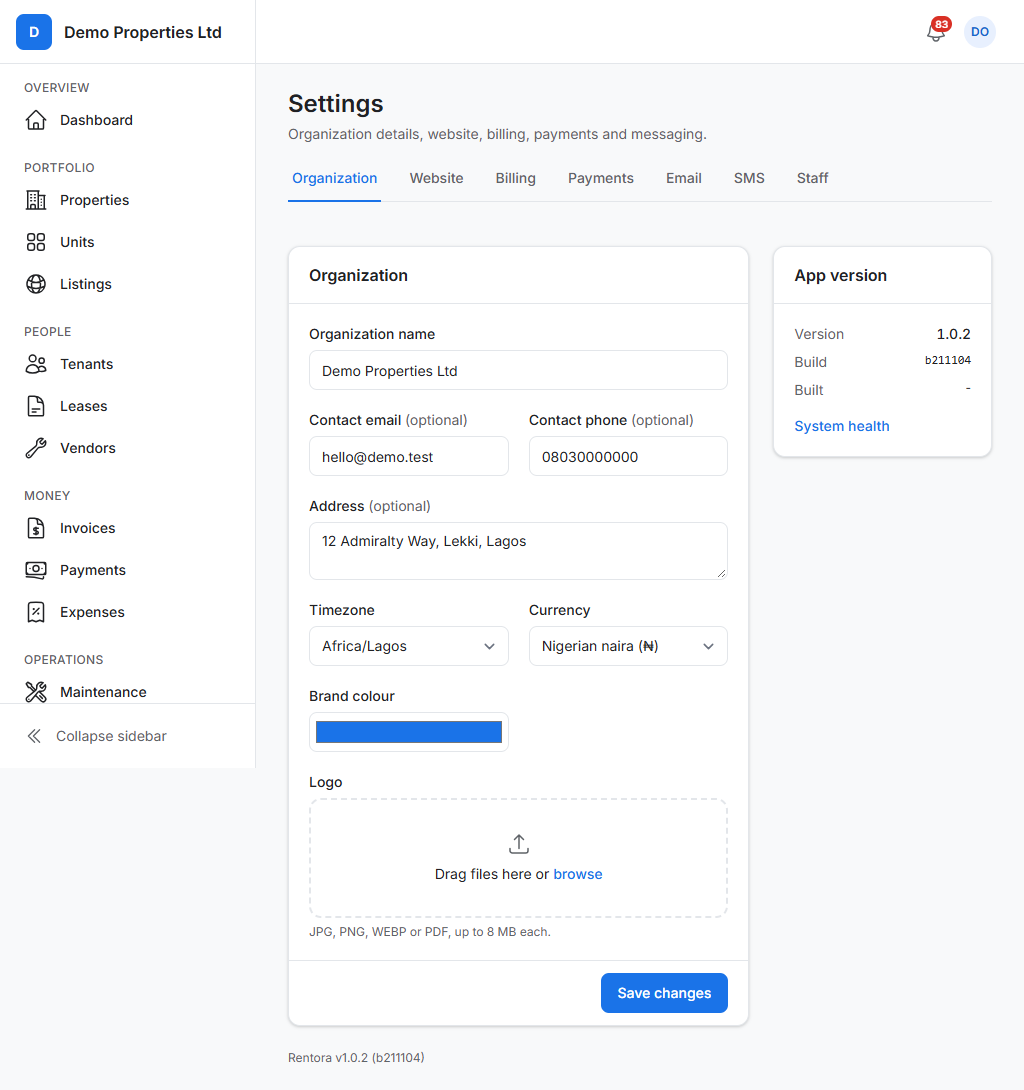 D
Demo Properties Ltd
83
DO
OVERVIEW
Dashboard
PORTFOLIO
Properties
Units
Listings
PEOPLE
Tenants
Leases
Vendors
MONEY
Invoices
Payments
Expenses
OPERATIONS
Maintenance
Collapse sidebar
Settings
Organization details, website, billing, payments and messaging.
Organization Website Billing Payments Email SMS Staff
Organization
Organization name
Demo Properties Ltd
Contact email (optional) Contact phone (optional)
hello@demo.test 08030000000
Address (optional)
12 Admiralty Way, Lekki, Lagos
Timezone Currency
Africa/Lagos Nigerian naira (₦)
Brand colour
Logo
Drag files here or browse
JPG, PNG, WEBP or PDF, up to 8 MB each.
Save changes
App version
Version 1.0.2
Build b211104
Built -
System health
Rentora v1.0.2 (b211104)